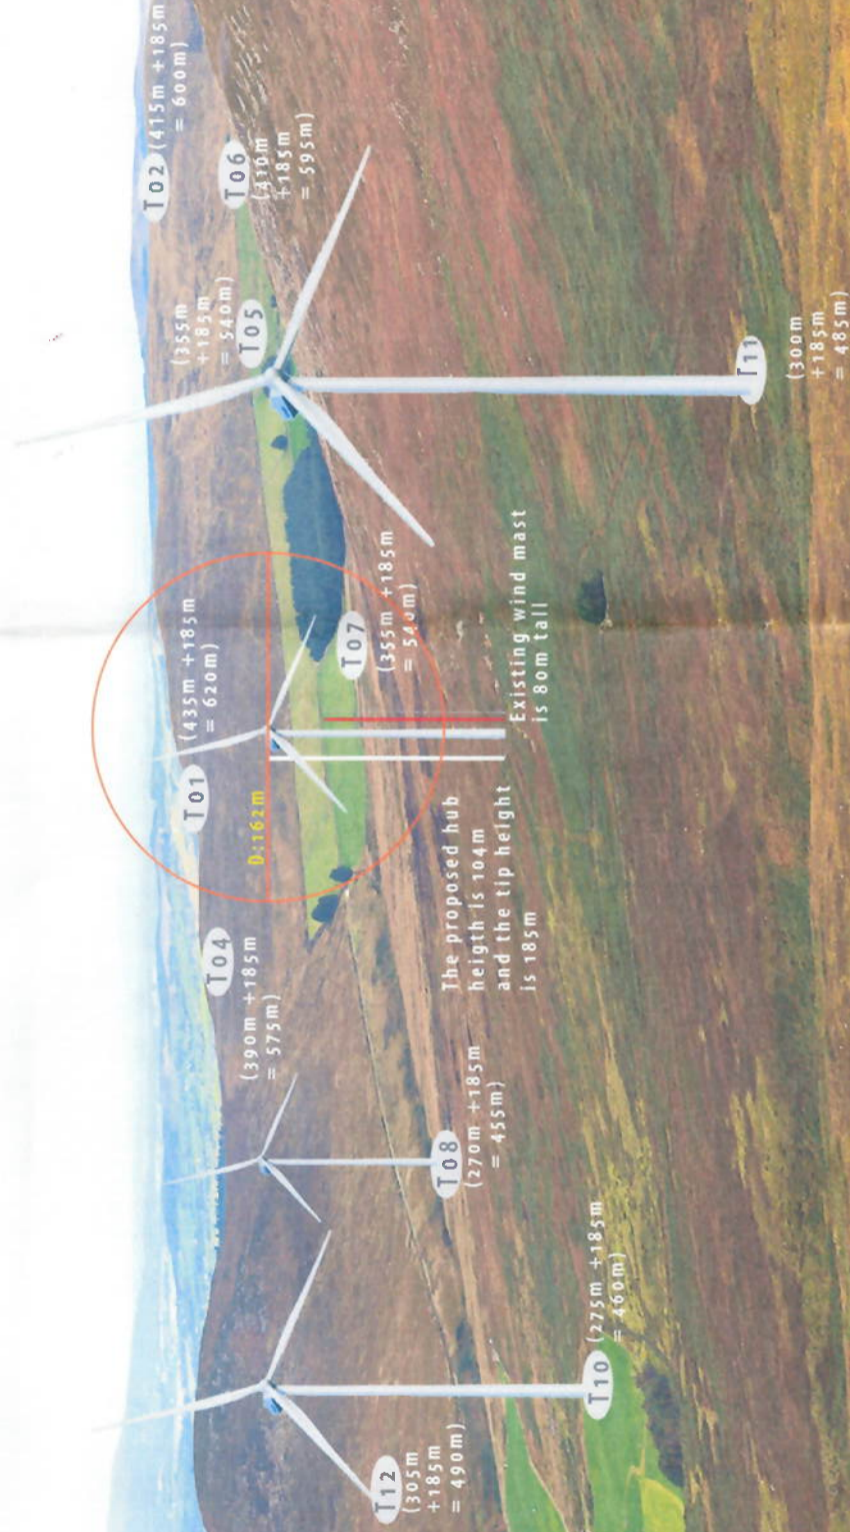 T12
(305m
+185m
= 490m)
T10
(275m +185m
= 460m)
T08
(270m +185m
= 455m)
T04
(390m +185m
= 575m)
T01
(435m +185m
= 620m)
D:162m
The proposed hub
heigth is 104m
and the tip height
is 185m
Existing wind mast
is 80m tall
T07
(355m +185m
= 540m)
T05
(355m
+185m
= 540m)
T06
(410m
+185m
= 595m)
T02
(415m +185m
= 600m)
T11
(300m
+185m
= 485m)